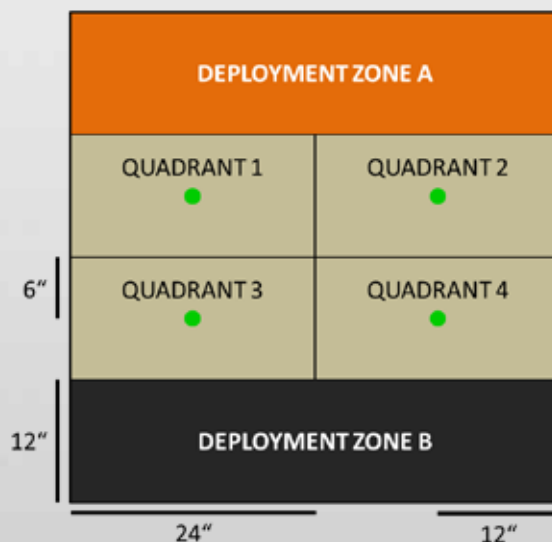 DEPLOYMENT ZONE A
QUADRANT 1
QUADRANT 2
6“
QUADRANT 3
QUADRANT 4
12“
DEPLOYMENT ZONE B
24“
12“